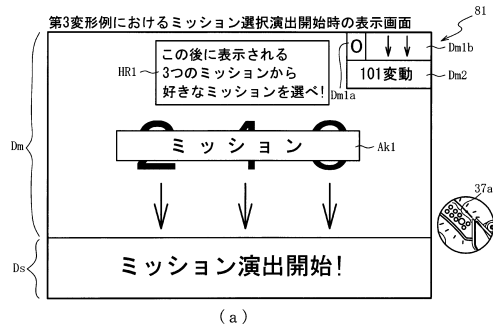 第3変形例におけるミッション選択演出開始時の表示画面
81
この後に表示される
3つのミッションから
好きなミッションを選べ!
HR1
O
Dm1a
Dm1b
101変動
Dm2
Dm
ミッション
Ak1
37a
Ds
ミッション演出開始!
(a)